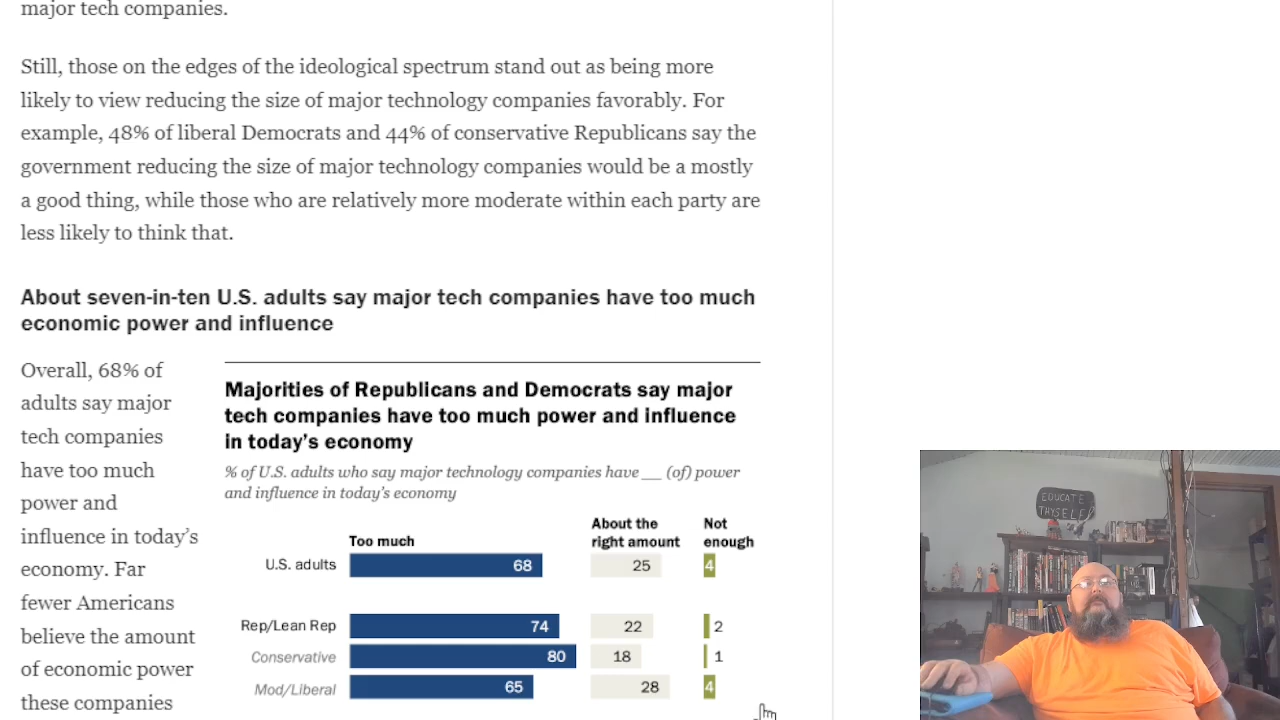 major tech companies.
Still, those on the edges of the ideological spectrum stand out as being more
likely to view reducing the size of major technology companies favorably. For
example, 48% of liberal Democrats and 44% of conservative Republicans say the
government reducing the size of major technology companies would be a mostly
a good thing, while those who are relatively more moderate within each party are
less likely to think that.
About seven-in-ten U.S. adults say major tech companies have too much
economic power and influence
Overall, 68% of
adults say major
tech companies
have too much
power and
influence in today's
economy. Far
fewer Americans
believe the amount
of economic power
these companies
Majorities of Republicans and Democrats say major
tech companies have too much power and influence
in today's economy
% of U.S. adults who say major technology companies have __ (of) power
and influence in today's economy
Too much About the right amount Not enough
U.S. adults 68 25 4
Rep/Lean Rep 74 22 2
Conservative 80 18 1
Mod/Liberal 65 28 4
EDUCATE
THYSELF